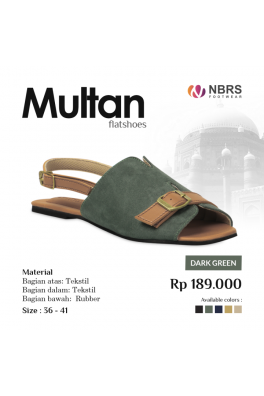 NBRS
FOOTWEAR
Multan
flatshoes
DARK GREEN
Material
Bagian atas: Tekstil
Bagian dalam: Tekstil
Bagian bawah: Rubber
Size : 36 - 41
Rp 189.000
Available colors :